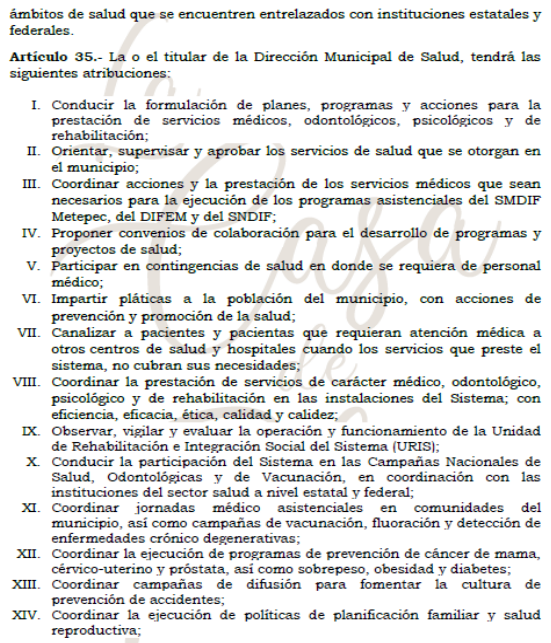 ámbitos de salud que se encuentren entrelazados con instituciones estatales y
federales.
Artículo 35.- La o el titular de la Dirección Municipal de Salud, tendrá las
siguientes atribuciones:
I. Conducir la formulación de planes, programas y acciones para la
prestación de servicios médicos, odontológicos, psicológicos y de
rehabilitación;
II. Orientar, supervisar y aprobar los servicios de salud que se otorgan en
el municipio;
III. Coordinar acciones y la prestación de los servicios médicos que sean
necesarios para la ejecución de los programas asistenciales del SMDIF
Metepec, del DIFEM y del SNDIF;
IV. Proponer convenios de colaboración para el desarrollo de programas y
proyectos de salud;
V. Participar en contingencias de salud en donde se requiera de personal
médico;
VI. Impartir pláticas a la población del municipio, con acciones de
prevención y promoción de la salud;
VII. Canalizar a pacientes y pacientas que requieran atención médica a
otros centros de salud y hospitales cuando los servicios que preste el
sistema, no cubran sus necesidades;
VIII. Coordinar la prestación de servicios de carácter médico, odontológico,
psicológico y de rehabilitación en las instalaciones del Sistema; con
eficiencia, eficacia, ética, calidad y calidez;
IX. Observar, vigilar y evaluar la operación y funcionamiento de la Unidad
de Rehabilitación e Integración Social del Sistema (URIS);
X. Conducir la participación del Sistema en las Campañas Nacionales de
Salud, Odontológicas y de Vacunación, en coordinación con las
instituciones del sector salud a nivel estatal y federal;
XI. Coordinar jornadas médico asistenciales en comunidades del
municipio, así como campañas de vacunación, fluoración y detección de
enfermedades crónico degenerativas;
XII. Coordinar la ejecución de programas de prevención de cáncer de mama,
cérvico-uterino y próstata, así como sobrepeso, obesidad y diabetes;
XIII. Coordinar campañas de difusión para fomentar la cultura de
prevención de accidentes;
XIV. Coordinar la ejecución de políticas de planificación familiar y salud
reproductiva;
Casa
de